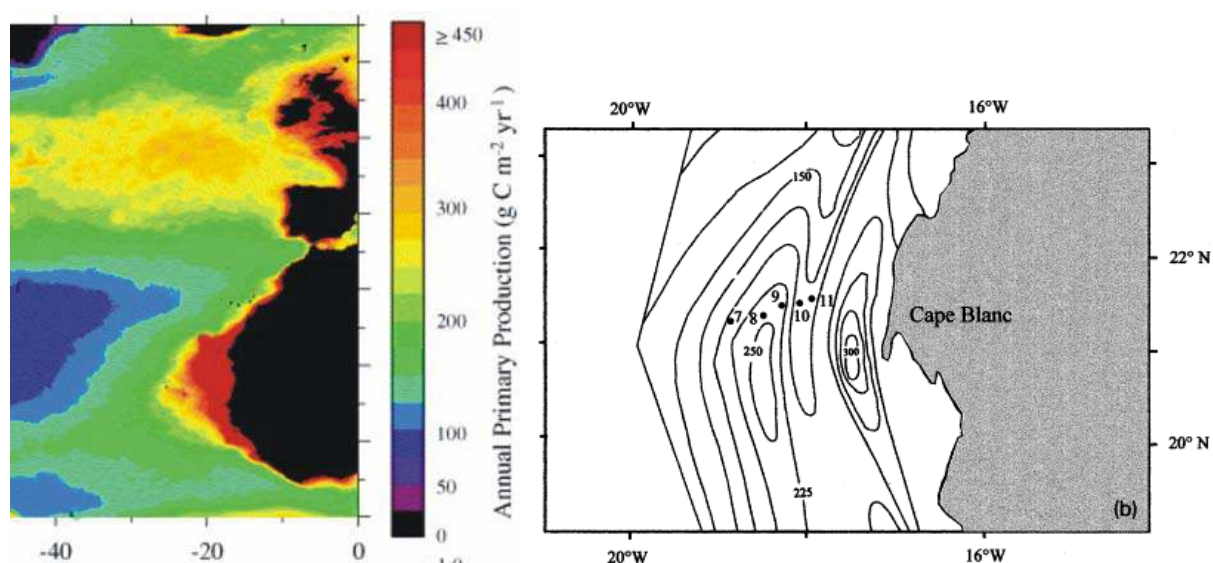 ≥ 450
400
300
200
100
50
0
Annual Primary Production (g C m⁻² yr⁻¹)
-40
-20
0
20°W
16°W
150
22° N
9
11
7
8
10
Cape Blanc
250
300
20° N
225
(b)
20°W
16°W